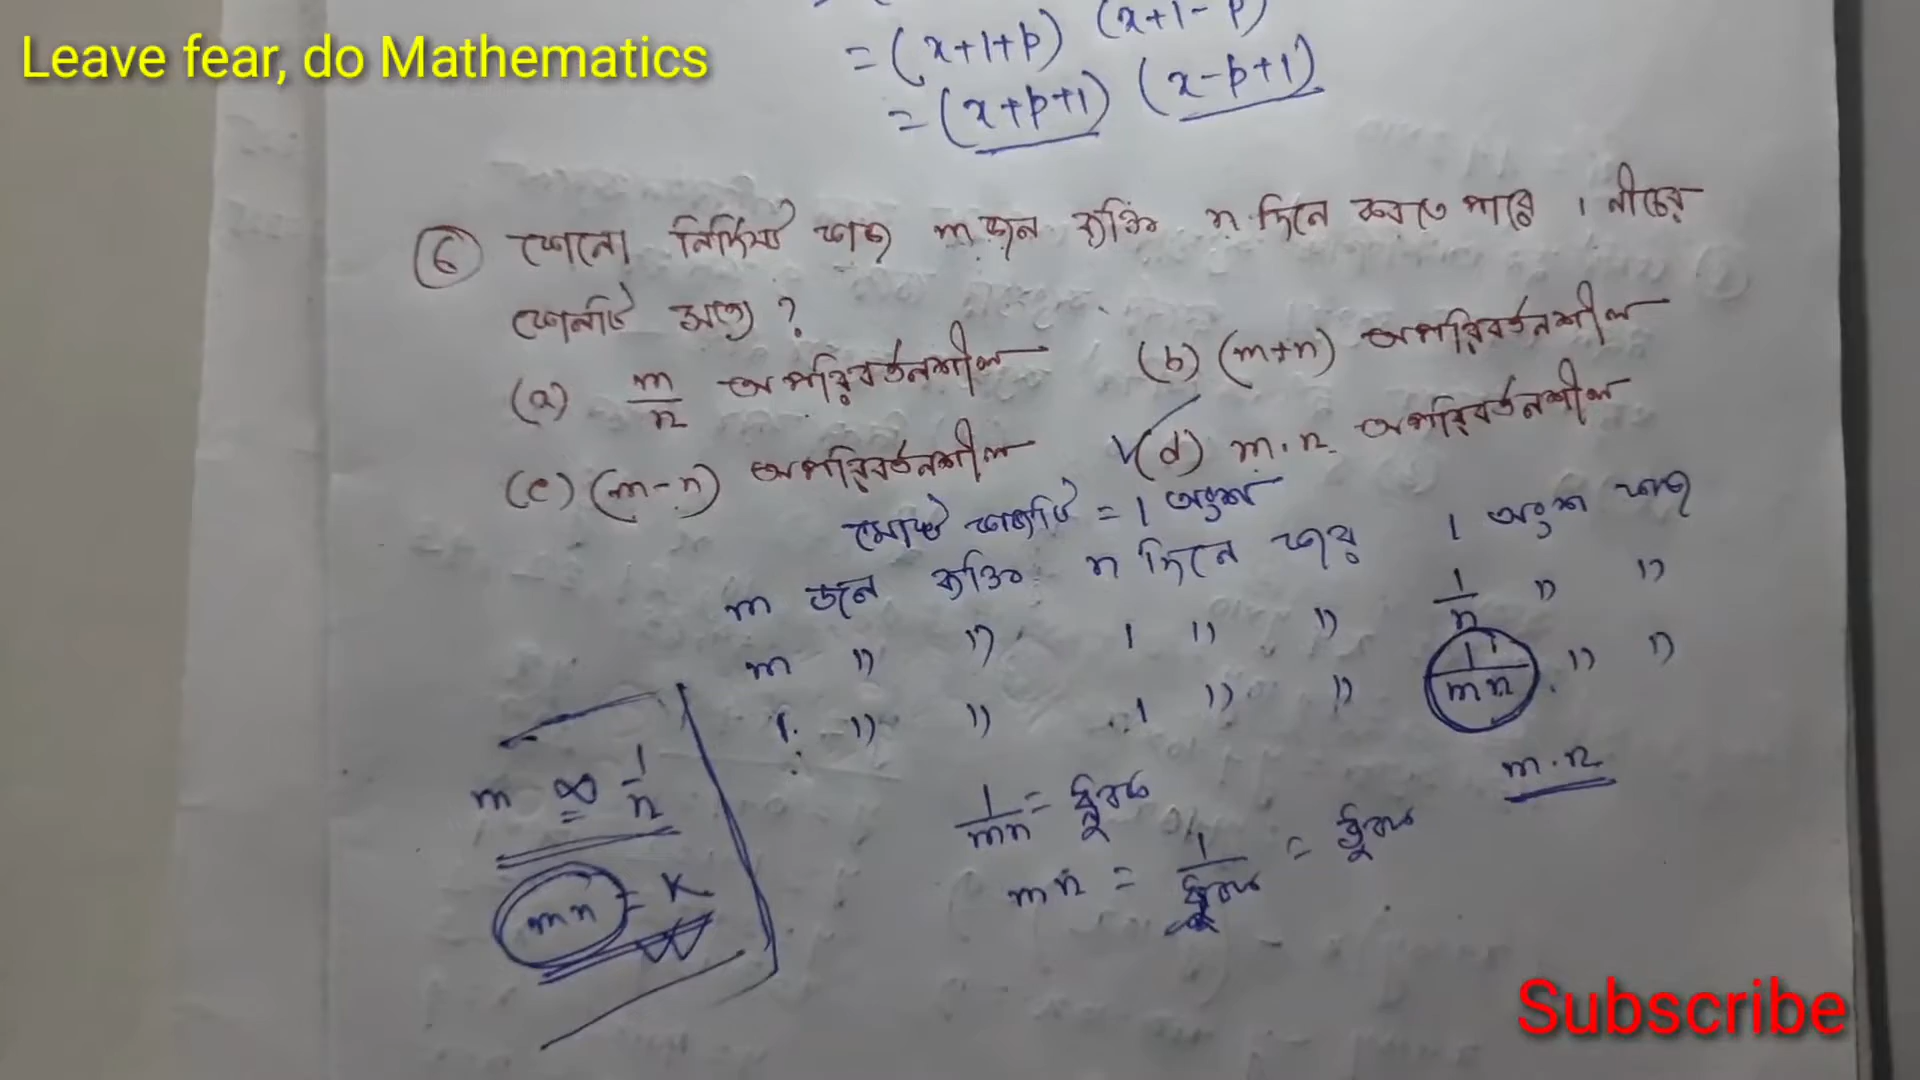 Leave fear, do Mathematics
(x+1+p) (x+1-p)
= (x+p+1) (x-p+1)
৬ কোনো নির্দিষ্ট কাজ m জন ব্যক্তি n দিনে করতে পারে । নীচের
কোনটি সত্য ?
(a) m/n অপরিবর্তনশীল (b) (m+n) অপরিবর্তনশীল
(c) (m-n) অপরিবর্তনশীল (d) m.n অপরিবর্তনশীল
মোট কাজটি = 1 অংশ
m জন ব্যক্তি n দিনে করে 1 অংশ কাজ
m " " 1 " " 1/n " "
1 " " 1 " " 1/mn " "
m ∝ 1/n
mn = K
1/mn = ধ্রুবক
mn = 1/ধ্রুবক = ধ্রুবক
m.n
Subscribe